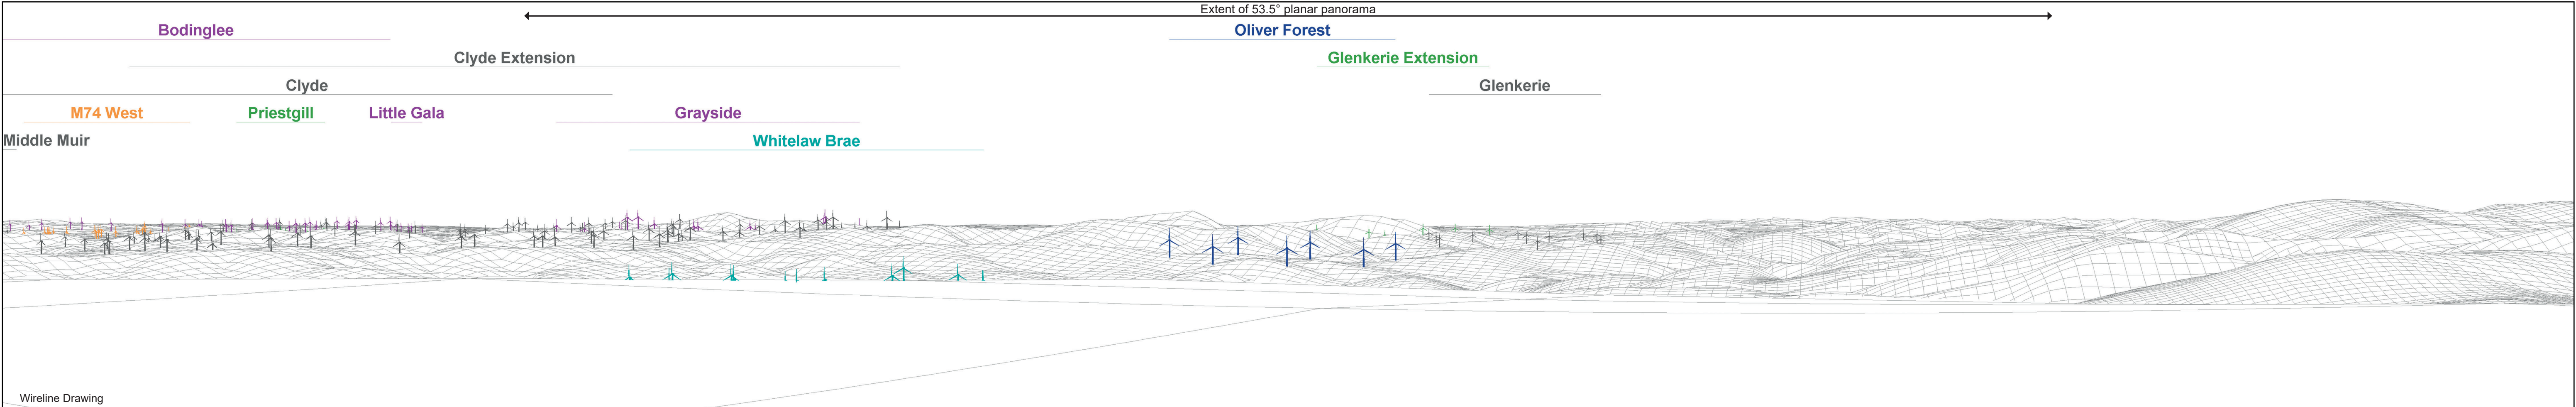 Extent of 53.5° planar panorama
Bodinglee
Oliver Forest
Clyde Extension
Glenkerie Extension
Clyde
Glenkerie
M74 West
Priestgill
Little Gala
Grayside
Middle Muir
Whitelaw Brae
Wireline Drawing